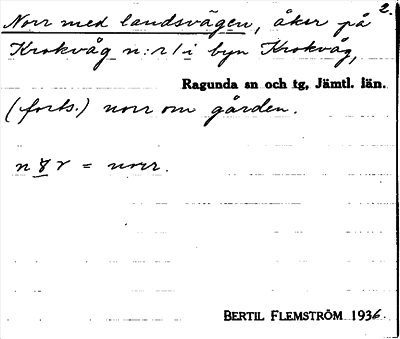 2.
Norr med landsvägen, åker på
Krokvåg n:r 1 i byn Krokvåg,
Ragunda sn och tg, Jämtl. län.
(forts.) norr om gården.
= norr.
BERTIL FLEMSTRÖM 1936.